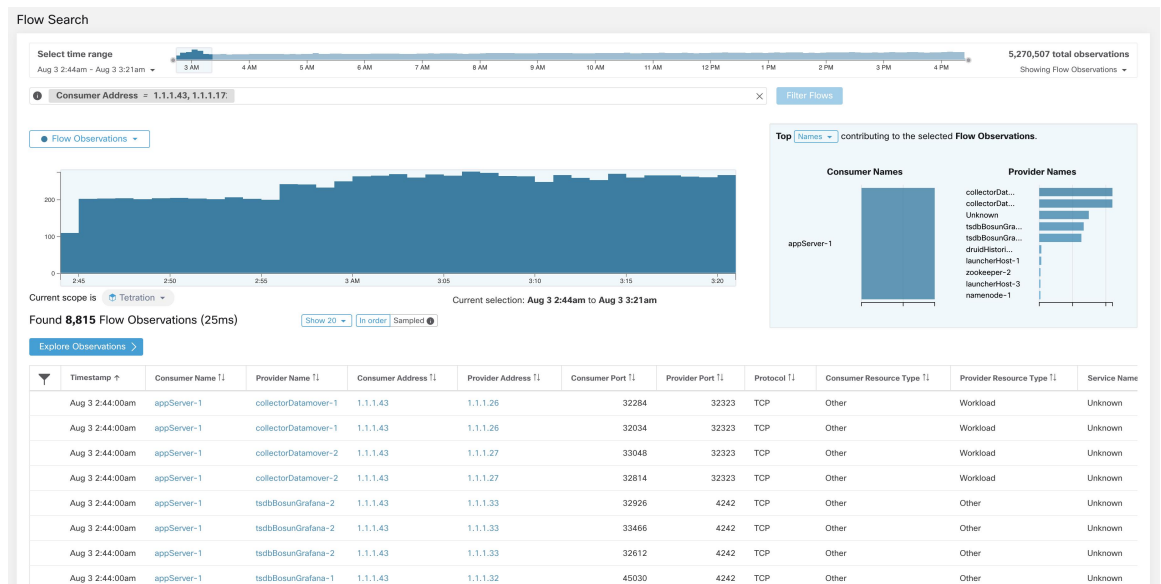 Flow Search
Select time range
Aug 3 2:44am - Aug 3 3:21am
3 AM 4 AM 5 AM 6 AM 7 AM 8 AM 9 AM 10 AM 11 AM 12 PM 1 PM 2 PM 3 PM 4 PM
5,270,507 total observations
Showing Flow Observations
Consumer Address = 1.1.1.43, 1.1.1.17
Filter Flows
Flow Observations
200
100
0
2:45 2:50 2:55 3 AM 3:05 3:10 3:15 3:20
Top Names contributing to the selected Flow Observations.
Consumer Names
appServer-1
Provider Names
collectorDat...
collectorDat...
Unknown
tsdbBosunGra...
tsdbBosunGra...
druidHistori...
launcherHost-1
zookeeper-2
launcherHost-3
namenode-1
Current scope is Tetration
Current selection: Aug 3 2:44am to Aug 3 3:21am
Found 8,815 Flow Observations (25ms)
Show 20 In order Sampled
Explore Observations
Timestamp Consumer Name Provider Name Consumer Address Provider Address Consumer Port Provider Port Protocol Consumer Resource Type Provider Resource Type Service Name
Aug 3 2:44:00am appServer-1 collectorDatamover-1 1.1.1.43 1.1.1.26 32284 32323 TCP Other Workload Unknown
Aug 3 2:44:00am appServer-1 collectorDatamover-1 1.1.1.43 1.1.1.26 32034 32323 TCP Other Workload Unknown
Aug 3 2:44:00am appServer-1 collectorDatamover-2 1.1.1.43 1.1.1.27 33048 32323 TCP Other Workload Unknown
Aug 3 2:44:00am appServer-1 collectorDatamover-2 1.1.1.43 1.1.1.27 32814 32323 TCP Other Workload Unknown
Aug 3 2:44:00am appServer-1 tsdbBosunGrafana-2 1.1.1.43 1.1.1.33 32926 4242 TCP Other Other Unknown
Aug 3 2:44:00am appServer-1 tsdbBosunGrafana-2 1.1.1.43 1.1.1.33 33466 4242 TCP Other Other Unknown
Aug 3 2:44:00am appServer-1 tsdbBosunGrafana-2 1.1.1.43 1.1.1.33 32612 4242 TCP Other Other Unknown
Aug 3 2:44:00am appServer-1 tsdbBosunGrafana-1 1.1.1.43 1.1.1.32 45030 4242 TCP Other Other Unknown